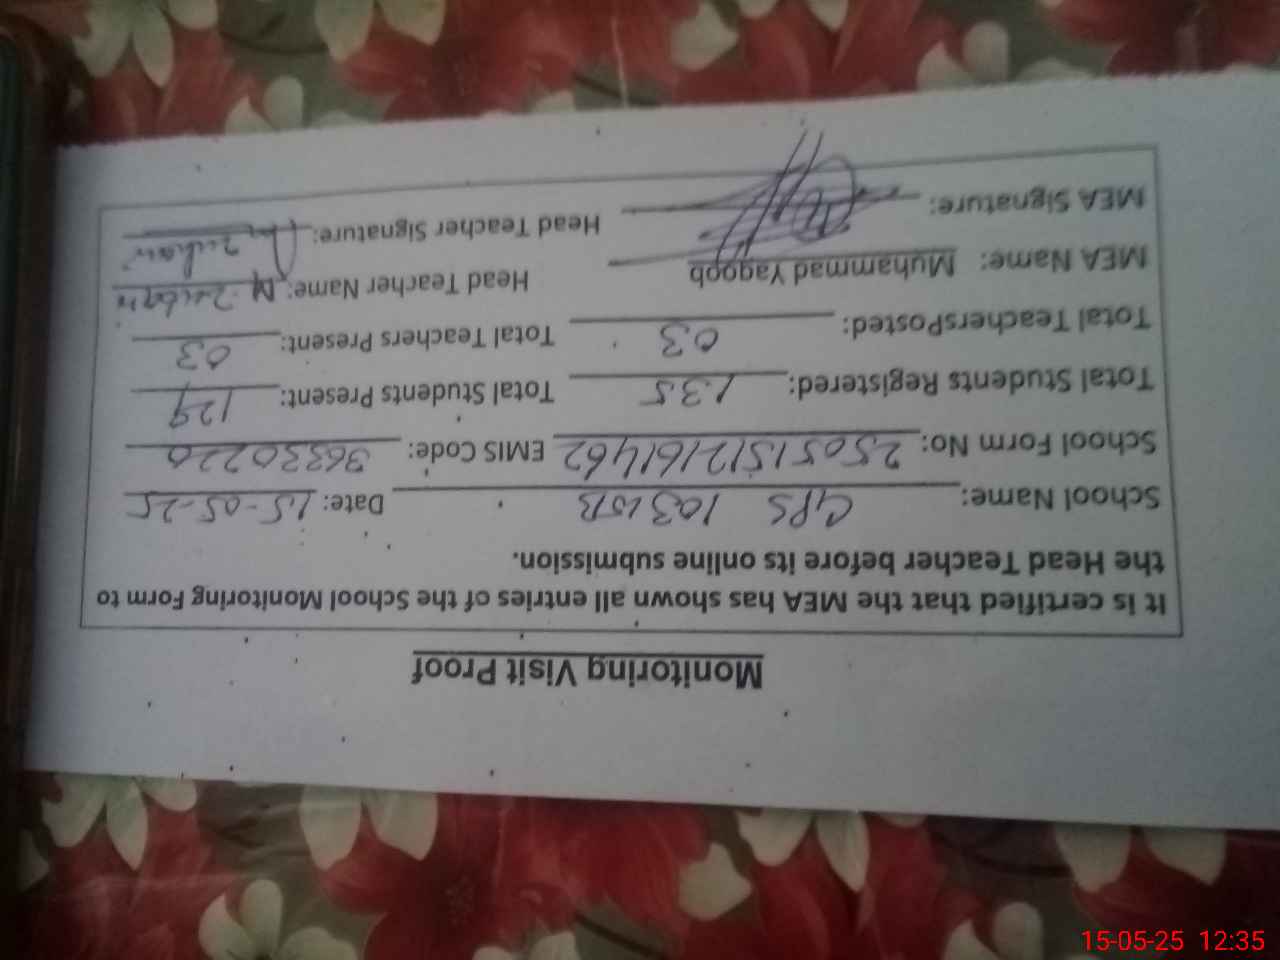 Monitoring Visit Proof
It is certified that the MEA has shown all entries of the School Monitoring Form to
the Head Teacher before its online submission.
School Name: GPS 103 15B Date: 15-05-25
School Form No: 25051512161462 EMIS Code: 36330220
Total Students Registered: 135 Total Students Present: 129
Total TeachersPosted: 03 Total Teachers Present: 03
MEA Name: Muhammad Yaqoob Head Teacher Name: M
MEA Signature: Head Teacher Signature:
15-05-25 12:35